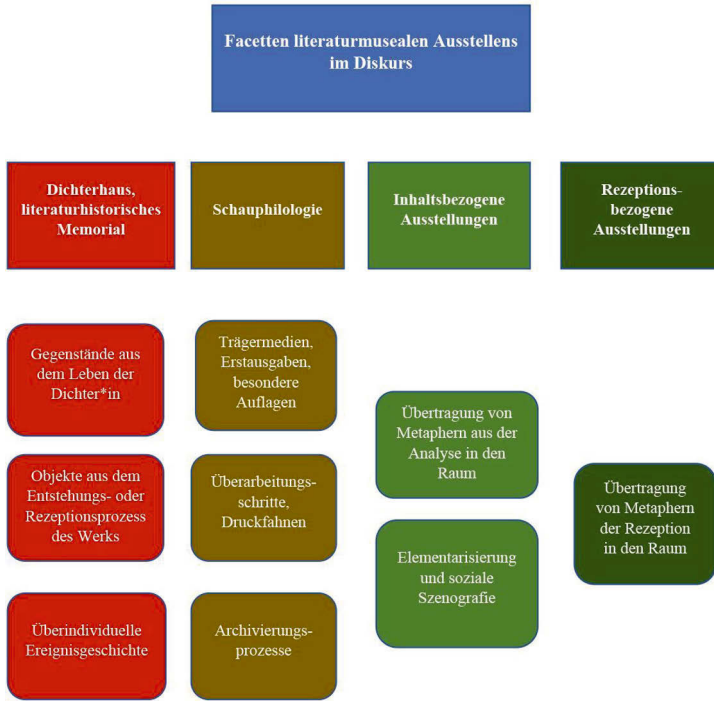 Facetten literaturmusealen Ausstellens
im Diskurs
Dichterhaus,
literaturhistorisches
Memorial
Schauphilologie
Inhaltsbezogene
Ausstellungen
Rezeptions-
bezogene
Ausstellungen
Gegenstände aus
dem Leben der
Dichter*in
Objekte aus dem
Entstehungs- oder
Rezeptionsprozess
des Werks
Überindividuelle
Ereignisgeschichte
Trägermedien,
Erstausgaben,
besondere
Auflagen
Überarbeitungs-
schritte,
Druckfahnen
Archivierungs-
prozesse
Übertragung von
Metaphern aus der
Analyse in den
Raum
Elementarisierung
und soziale
Szenografie
Übertragung
von Metaphern
der Rezeption
in den Raum